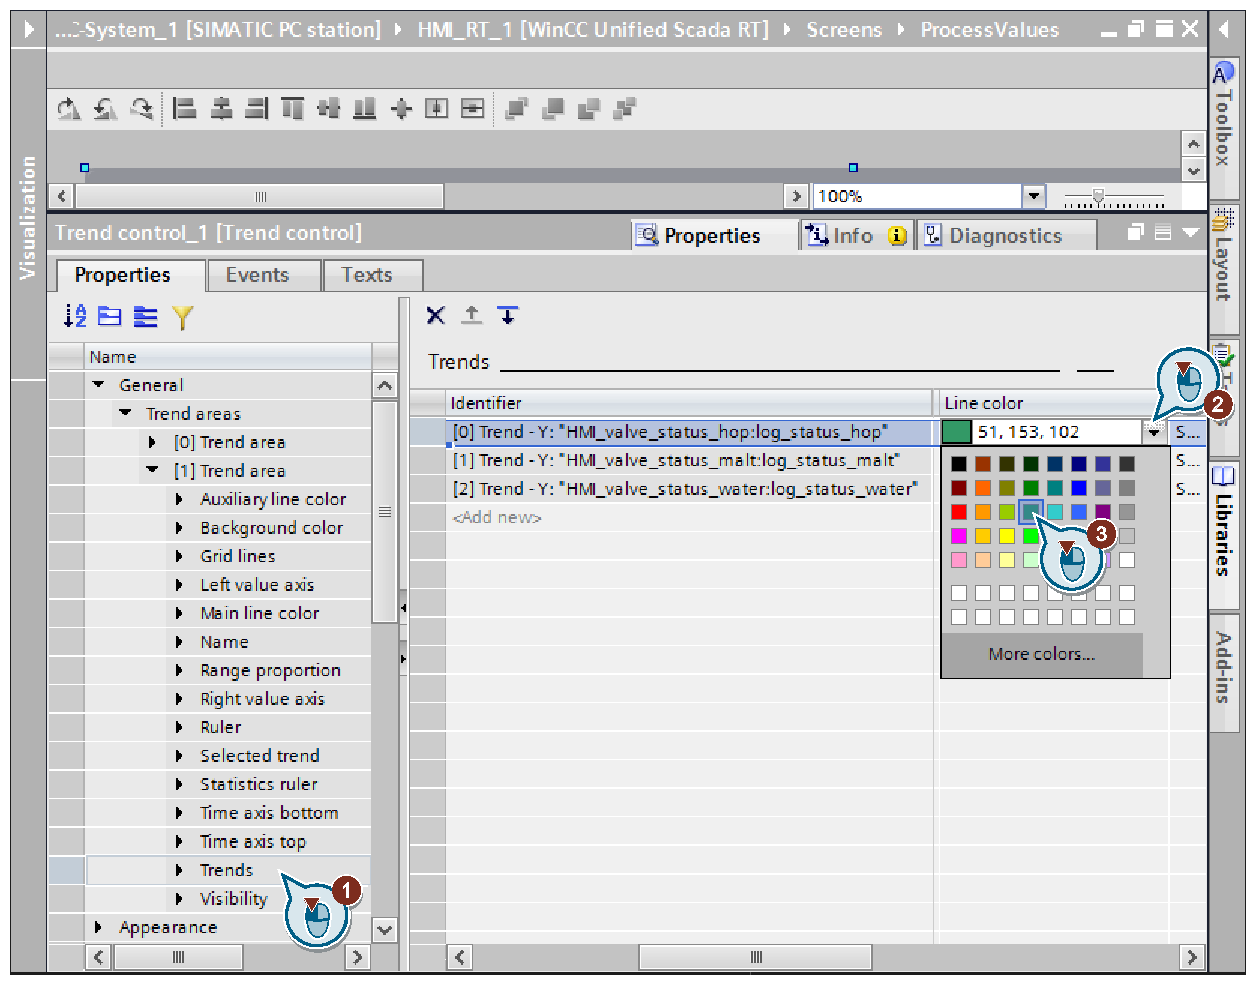 ...C-System_1 [SIMATIC PC station] HMI_RT_1 [WinCC Unified Scada RT] Screens ProcessValues
Visualization
100%
Trend control_1 [Trend control]
Properties
Info
Diagnostics
Properties
Events
Texts
Name
General
Trend areas
[0] Trend area
[1] Trend area
Auxiliary line color
Background color
Grid lines
Left value axis
Main line color
Name
Range proportion
Right value axis
Ruler
Selected trend
Statistics ruler
Time axis bottom
Time axis top
Trends
Visibility
Appearance
1
Trends
Identifier
Line color
[0] Trend - Y: "HMI_valve_status_hop:log_status_hop"
51, 153, 102
S...
[1] Trend - Y: "HMI_valve_status_malt:log_status_malt"
S...
[2] Trend - Y: "HMI_valve_status_water:log_status_water"
S...
<Add new>
2
3
More colors...
Toolbox
Layout
Libraries
Add-ins